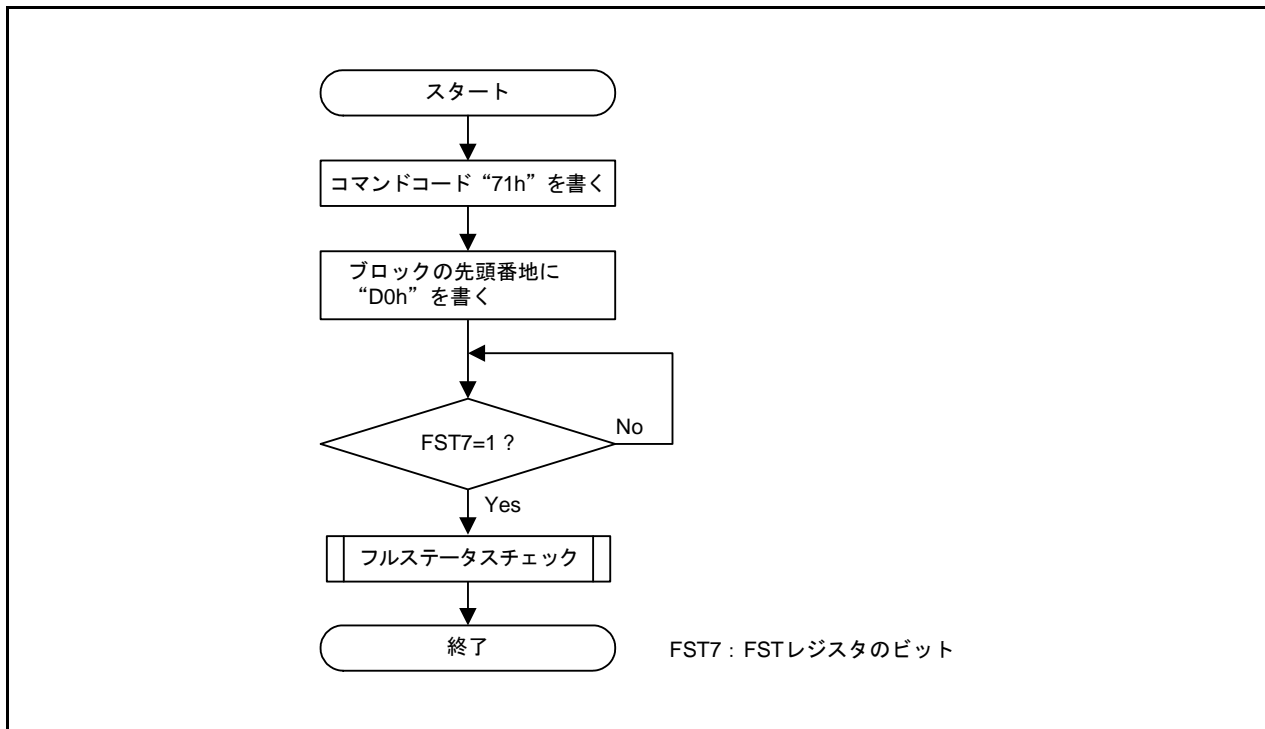 スタート
コマンドコード“71h”を書く
ブロックの先頭番地に
“D0h”を書く
FST7=1 ?
No
Yes
フルステータスチェック
終了
FST7 : FSTレジスタのビット